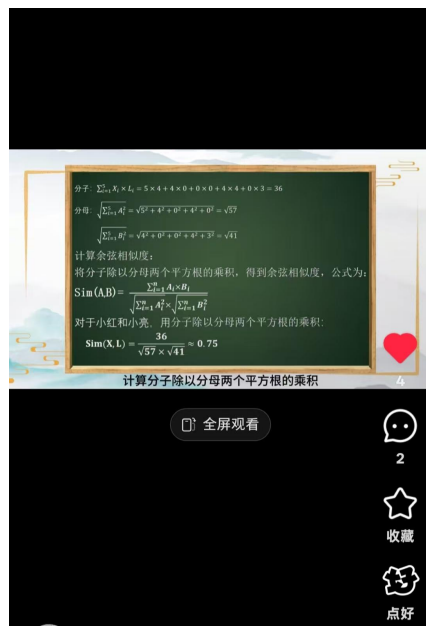 分子：∑⁵ᵢ₌₁ Xᵢ × Lᵢ = 5 × 4 + 4 × 0 + 0 × 0 + 4 × 4 + 0 × 3 = 36
分母：√∑⁵ᵢ₌₁ Aᵢ² = √5² + 4² + 0² + 4² + 0² = √57
√∑⁵ᵢ₌₁ Bᵢ² = √4² + 0² + 0² + 4² + 3² = √41
计算余弦相似度：
将分子除以分母两个平方根的乘积，得到余弦相似度，公式为：
Sim(A,B)= ∑ⁿᵢ₌₁ Aᵢ×Bᵢ / √∑ⁿᵢ₌₁ Aᵢ² × √∑ⁿᵢ₌₁ Bᵢ²
对于小红和小亮，用分子除以分母两个平方根的乘积：
Sim(X, L) = 36 / √57 × √41 ≈ 0.75
计算分子除以分母两个平方根的乘积
4
全屏观看
2
收藏
点好